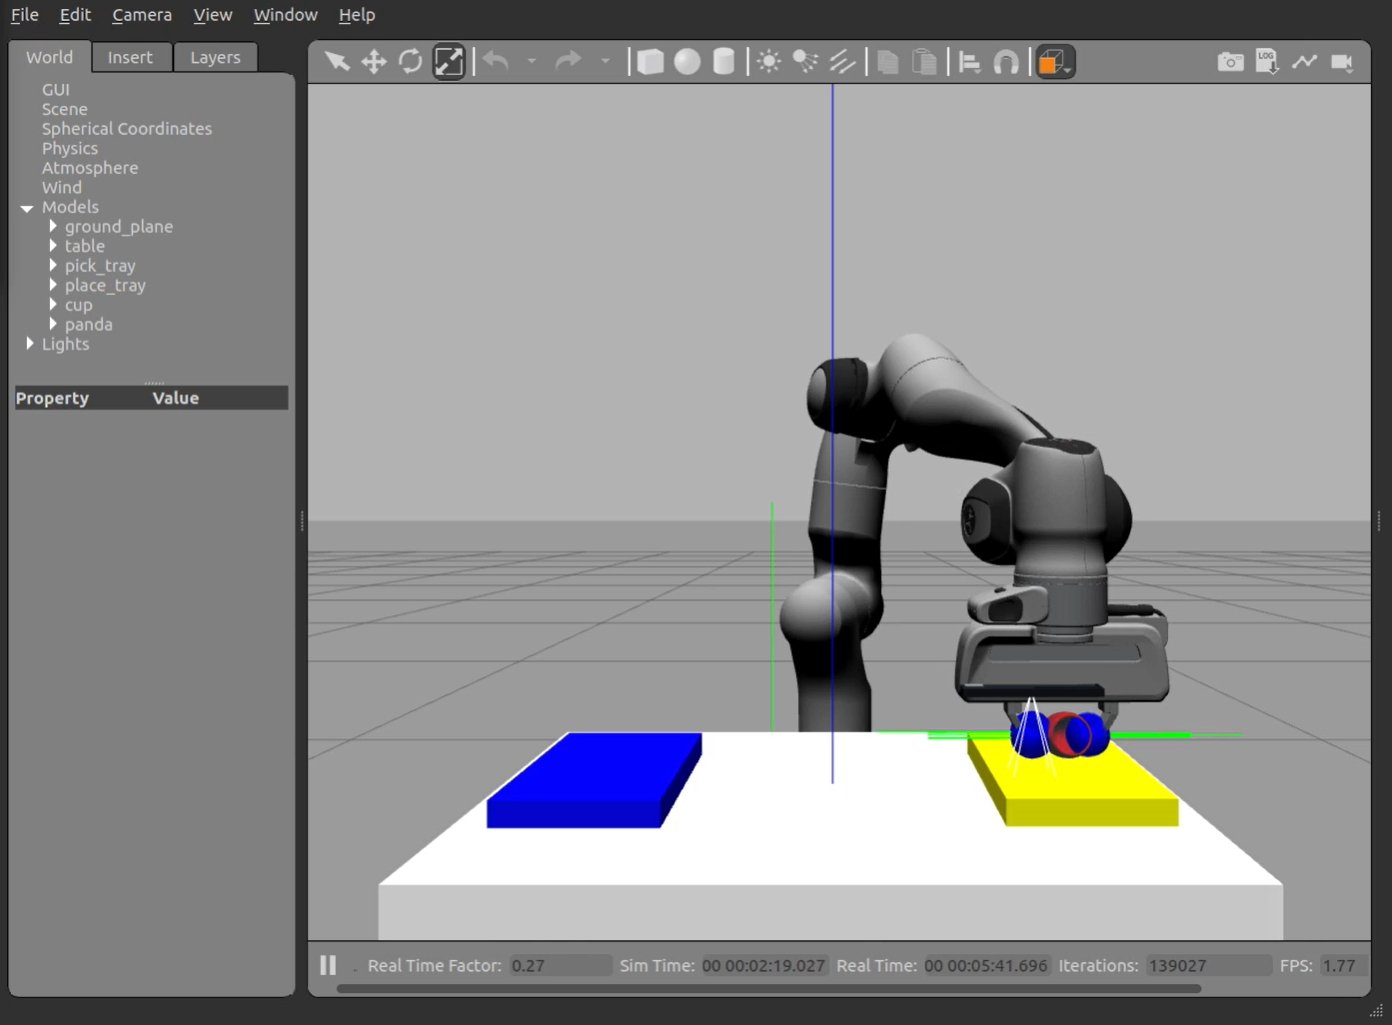 File Edit Camera View Window Help
World Insert Layers
GUI
Scene
Spherical Coordinates
Physics
Atmosphere
Wind
Models
ground_plane
table
pick_tray
place_tray
cup
panda
Lights
Property Value
LOG
Real Time Factor: 0.27 Sim Time: 00 00:02:19.027 Real Time: 00 00:05:41.696 Iterations: 139027 FPS: 1.77